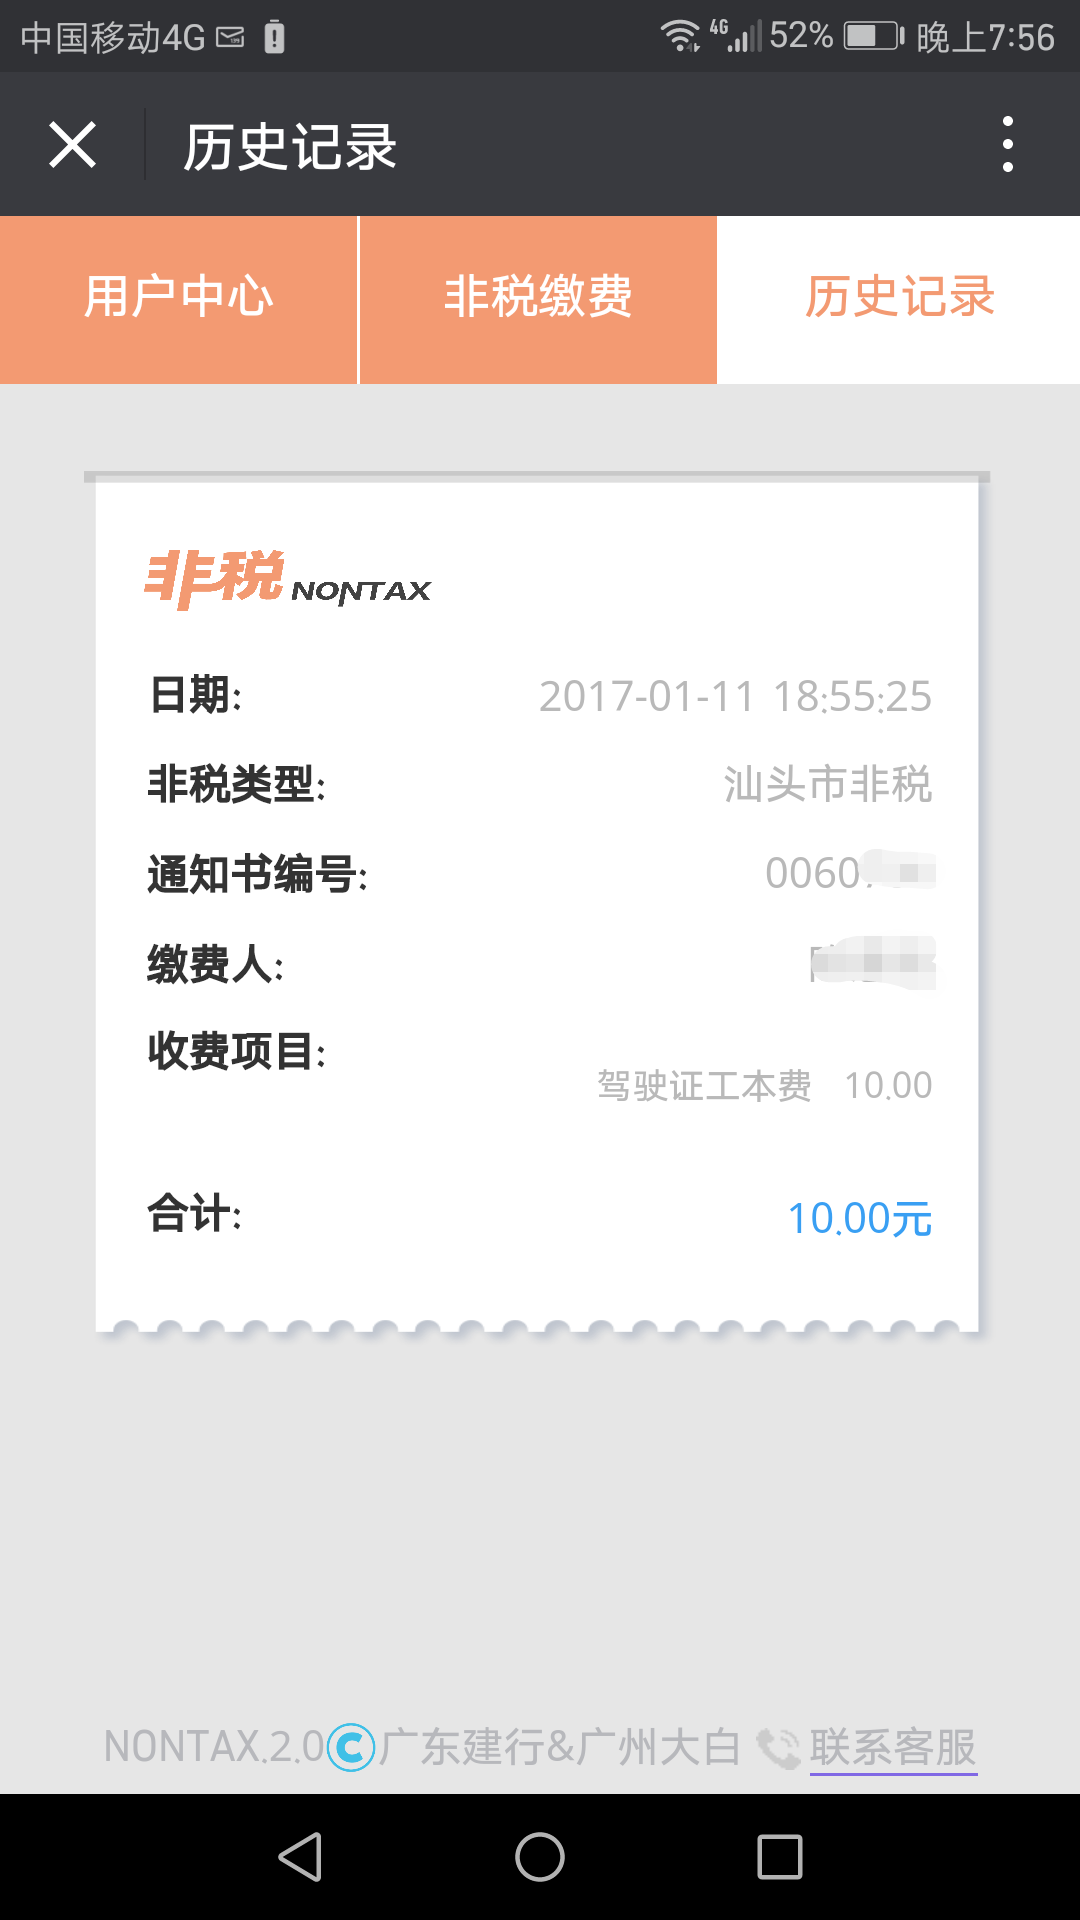 中国移动4G 4G 52% 晚上7:56
历史记录
用户中心 非税缴费 历史记录
非税 NONTAX
日期: 2017-01-11 18:55:25
非税类型: 汕头市非税
通知书编号: 0060
缴费人:
收费项目:
驾驶证工本费 10.00
合计: 10.00元
NONTAX.2.0 C 广东建行&广州大白 联系客服